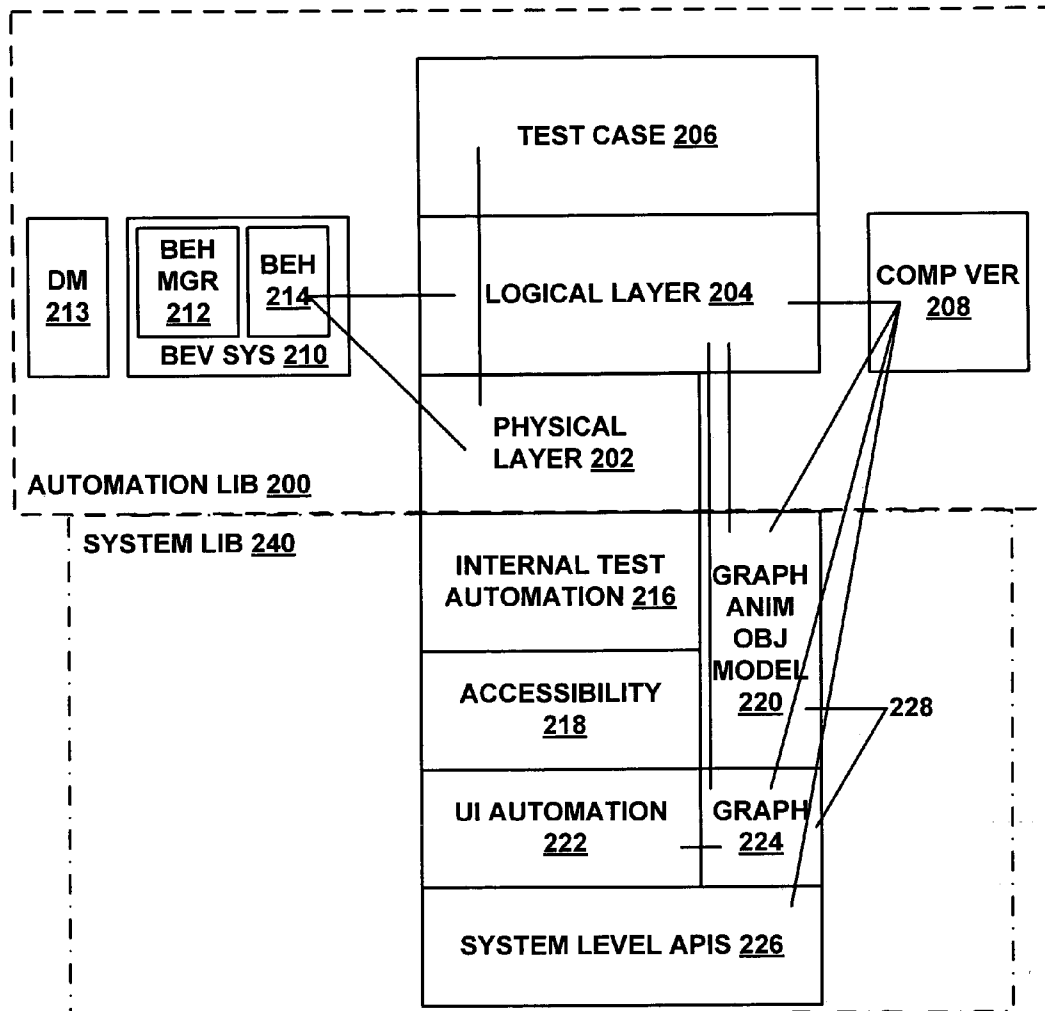 TEST CASE 206
DM
213
BEH
MGR
212
BEH
214
BEV SYS 210
LOGICAL LAYER 204
COMP VER
208
PHYSICAL
LAYER 202
AUTOMATION LIB 200
SYSTEM LIB 240
INTERNAL TEST
AUTOMATION 216
GRAPH
ANIM
OBJ
MODEL
220
ACCESSIBILITY
218
228
UI AUTOMATION
222
GRAPH
224
SYSTEM LEVEL APIS 226